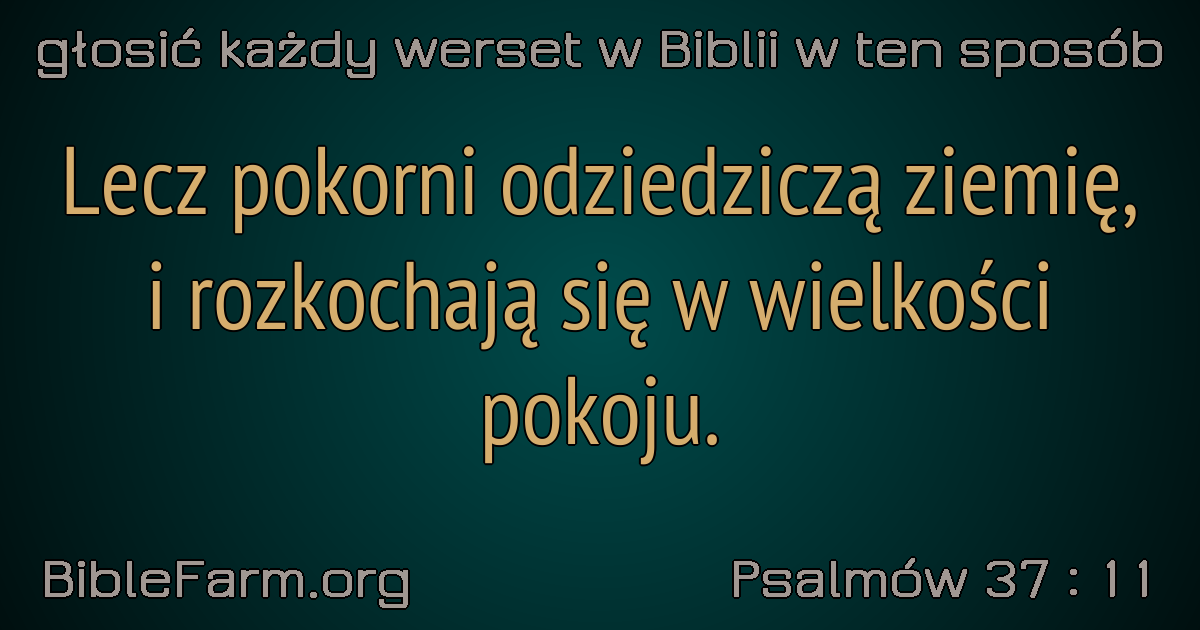 głosić każdy werset w Biblii w ten sposób
Lecz pokorni odziedziczą ziemię,
i rozkochają się w wielkości
pokoju.
BibleFarm.org
Psalmów 37 : 11